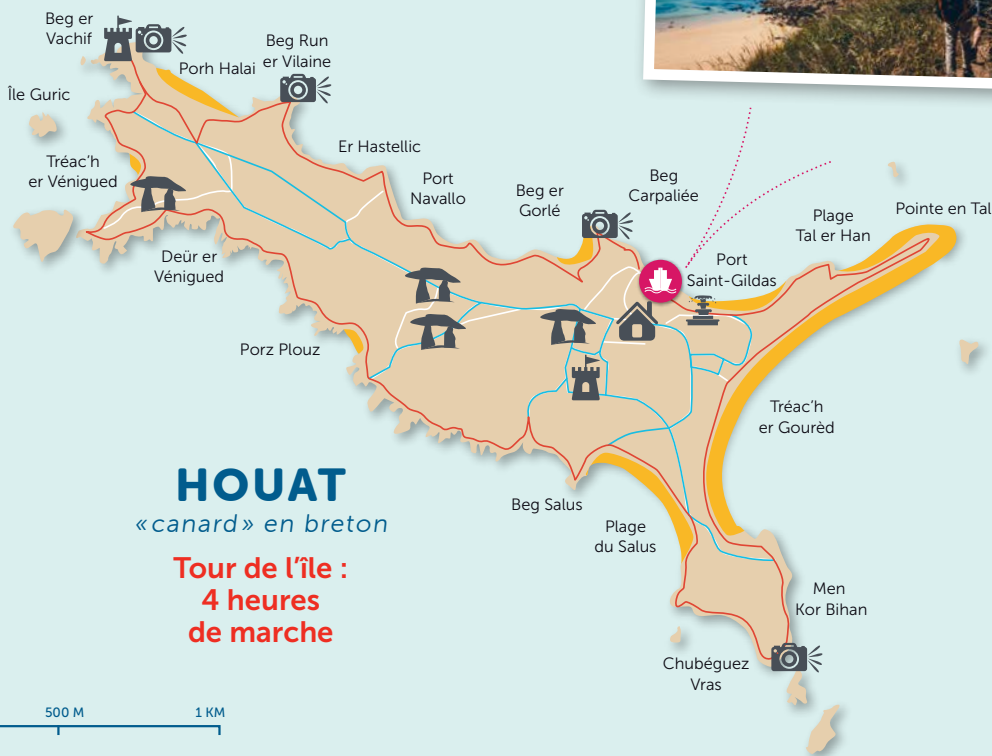 Beg er
Vachif
Beg Run
er Vilaine
Porh Halai
Île Guric
Er Hastellic
Tréac'h
er Vénigued
Port
Navallo
Beg er
Gorlé
Beg
Carpaliée
Plage
Tal er Han
Pointe en Tal
Deür er
Vénigued
Port
Saint-Gildas
Porz Plouz
Tréac'h
er Gourèd
HOUAT
«canard» en breton
Tour de l'île :
4 heures
de marche
Beg Salus
Plage
du Salus
Men
Kor Bihan
Chubéguez
Vras
500 M
1 KM